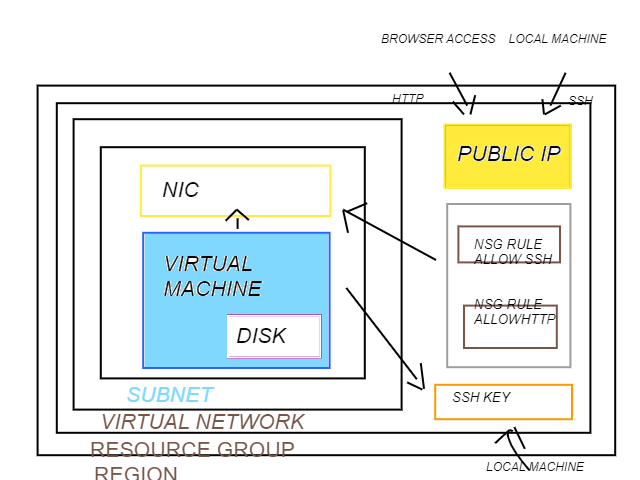 BROWSER ACCESS
LOCAL MACHINE
HTTP
SSH
PUBLIC IP
NIC
VIRTUAL
MACHINE
DISK
NSG RULE
ALLOW SSH
NSG RULE
ALLOWHTTP
SSH KEY
SUBNET
VIRTUAL NETWORK
RESOURCE GROUP
REGION
LOCAL MACHINE